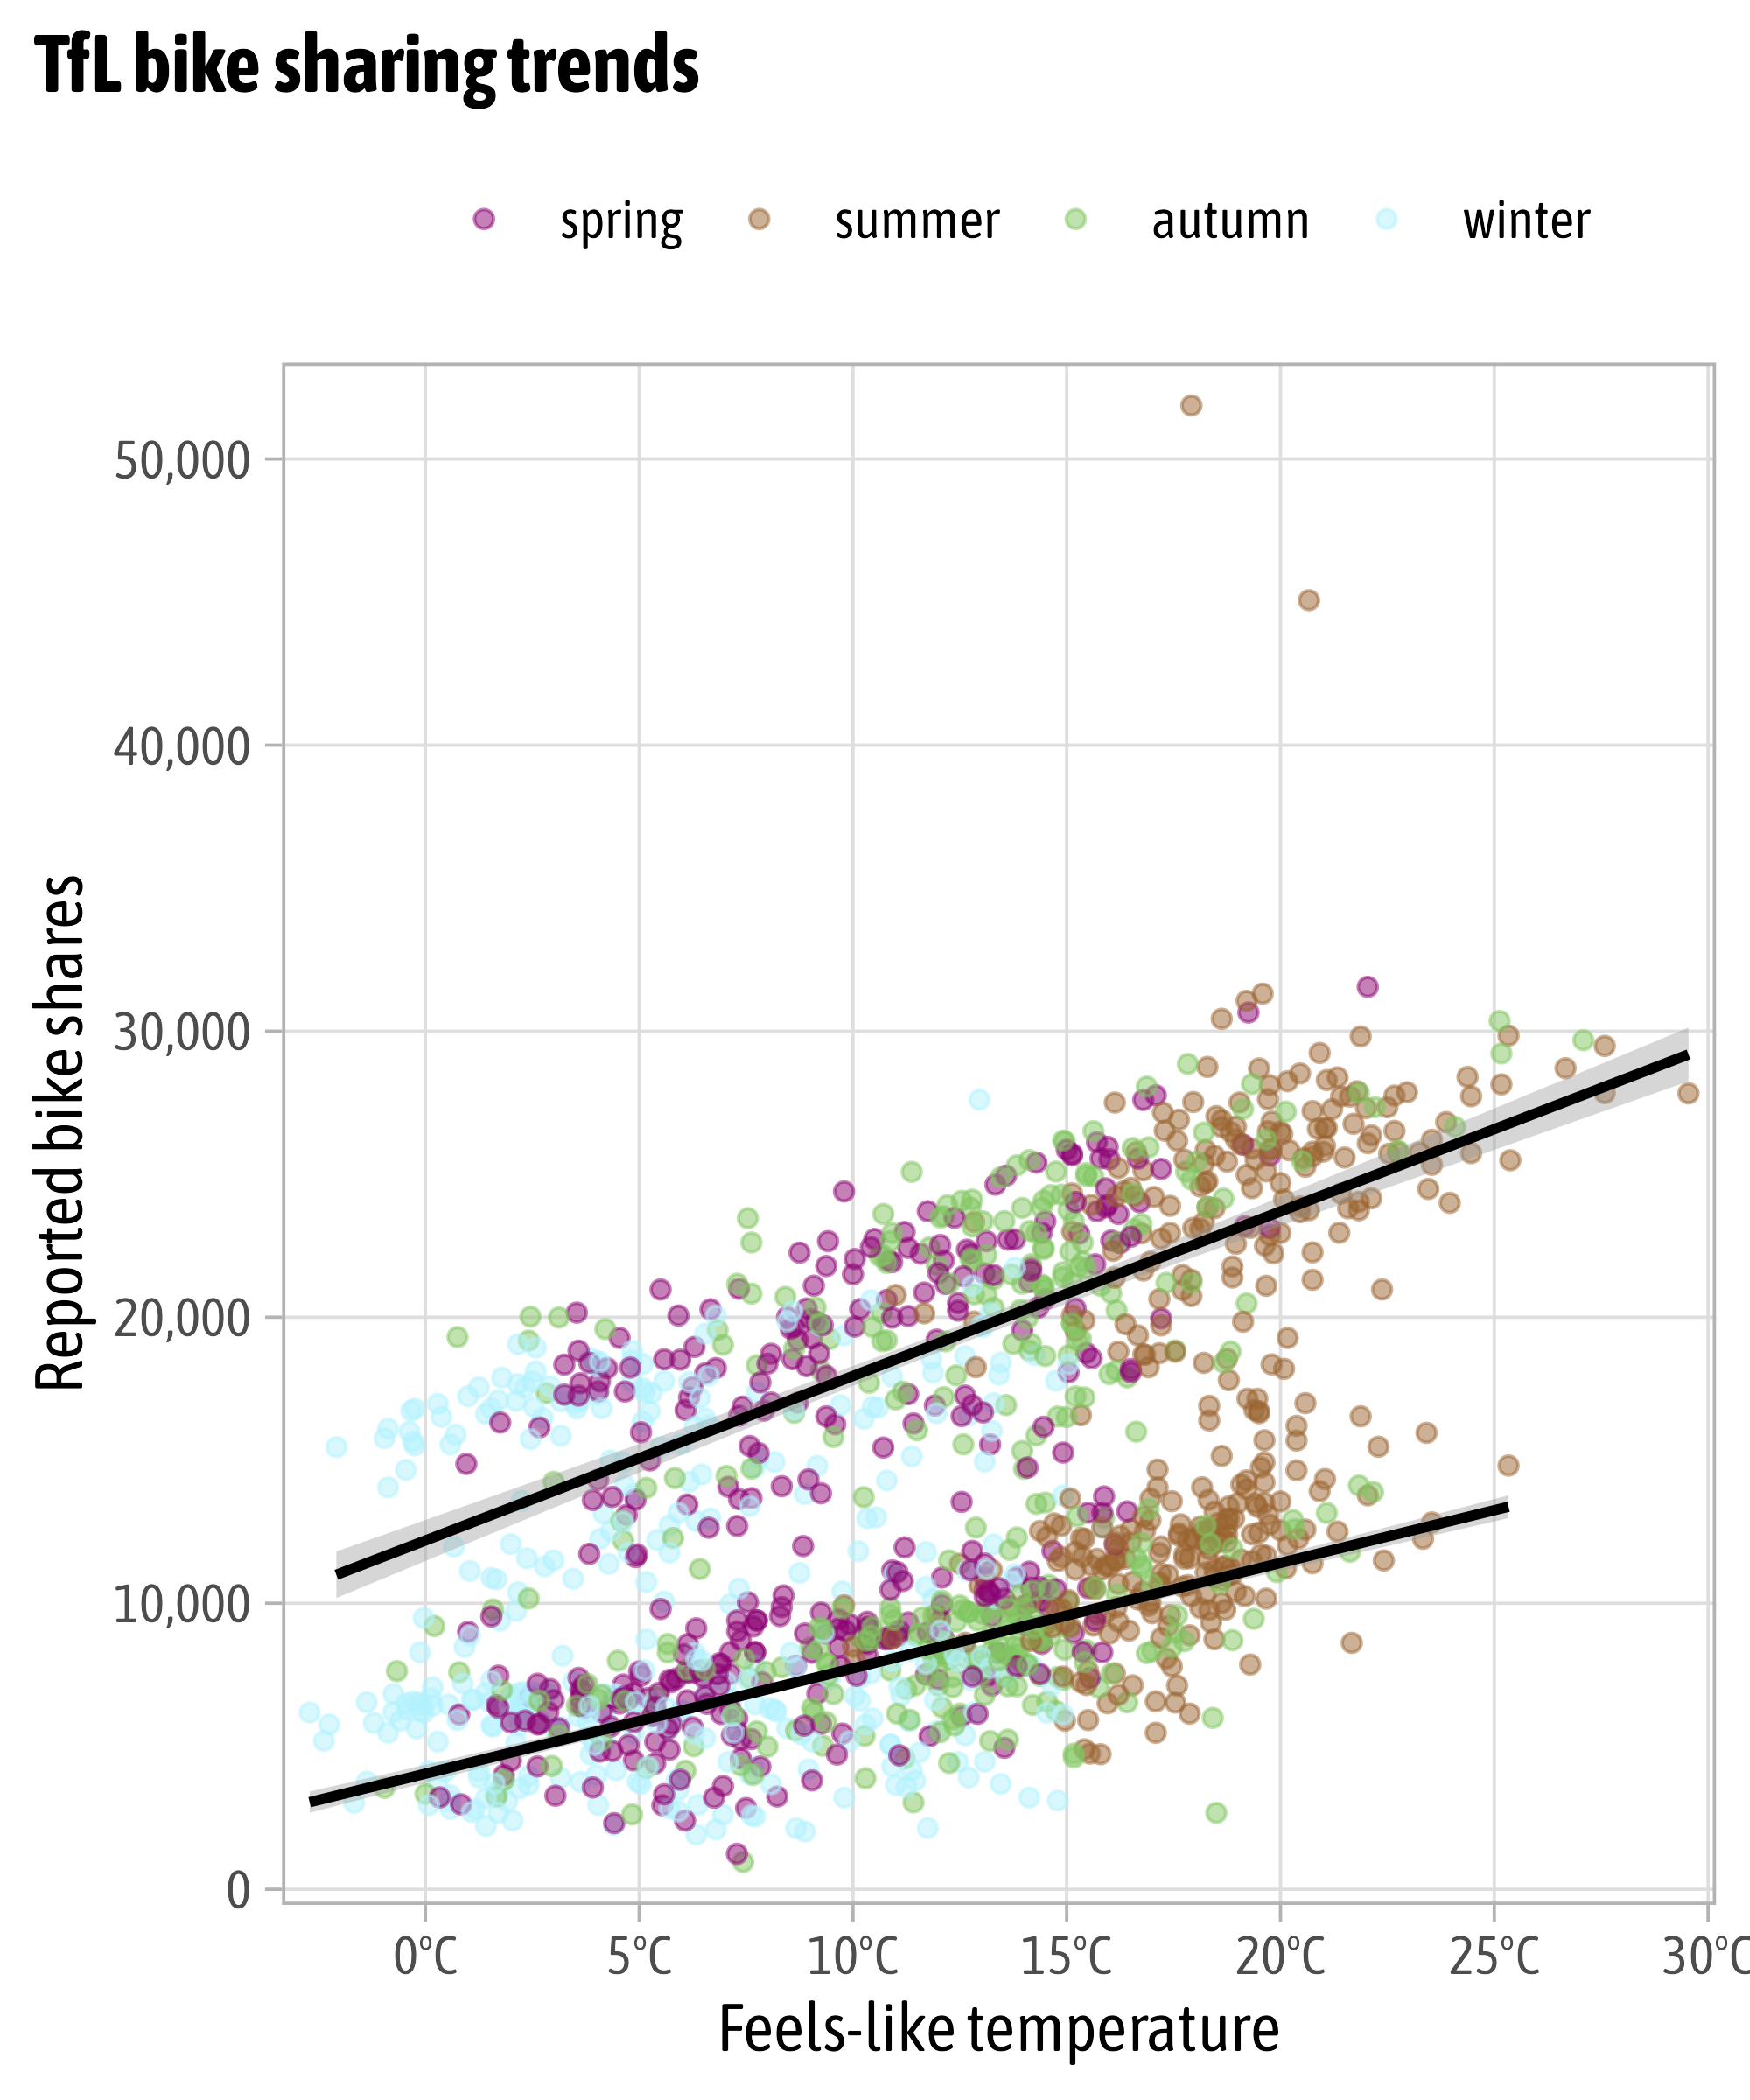 TfL bike sharing trends
spring summer autumn winter
50,000
40,000
30,000
20,000
10,000
0
Reported bike shares
0°C 5°C 10°C 15°C 20°C 25°C 30°C
Feels-like temperature